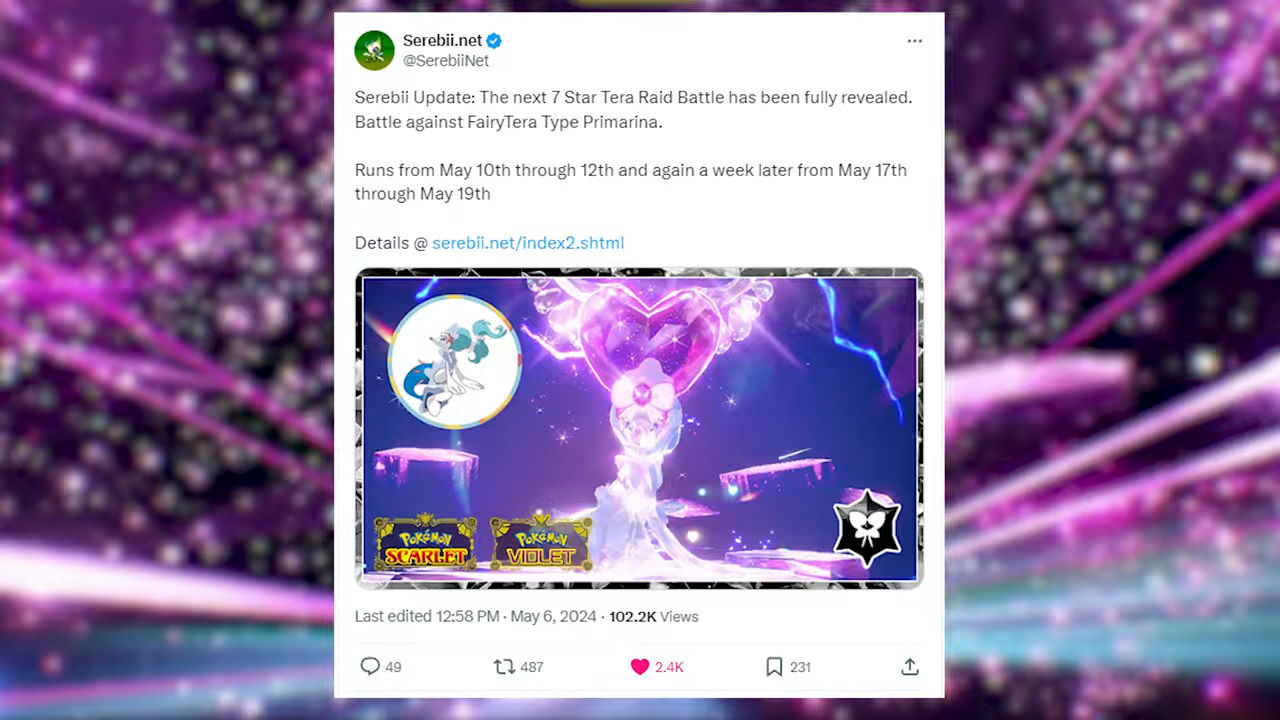 Serebii.net
@SerebiiNet
Serebii Update: The next 7 Star Tera Raid Battle has been fully revealed.
Battle against FairyTera Type Primarina.
Runs from May 10th through 12th and again a week later from May 17th
through May 19th
Details @ serebii.net/index2.shtml
POKéMON SCARLET
POKéMON VIOLET
Last edited 12:58 PM · May 6, 2024 · 102.2K Views
49 487 2.4K 231